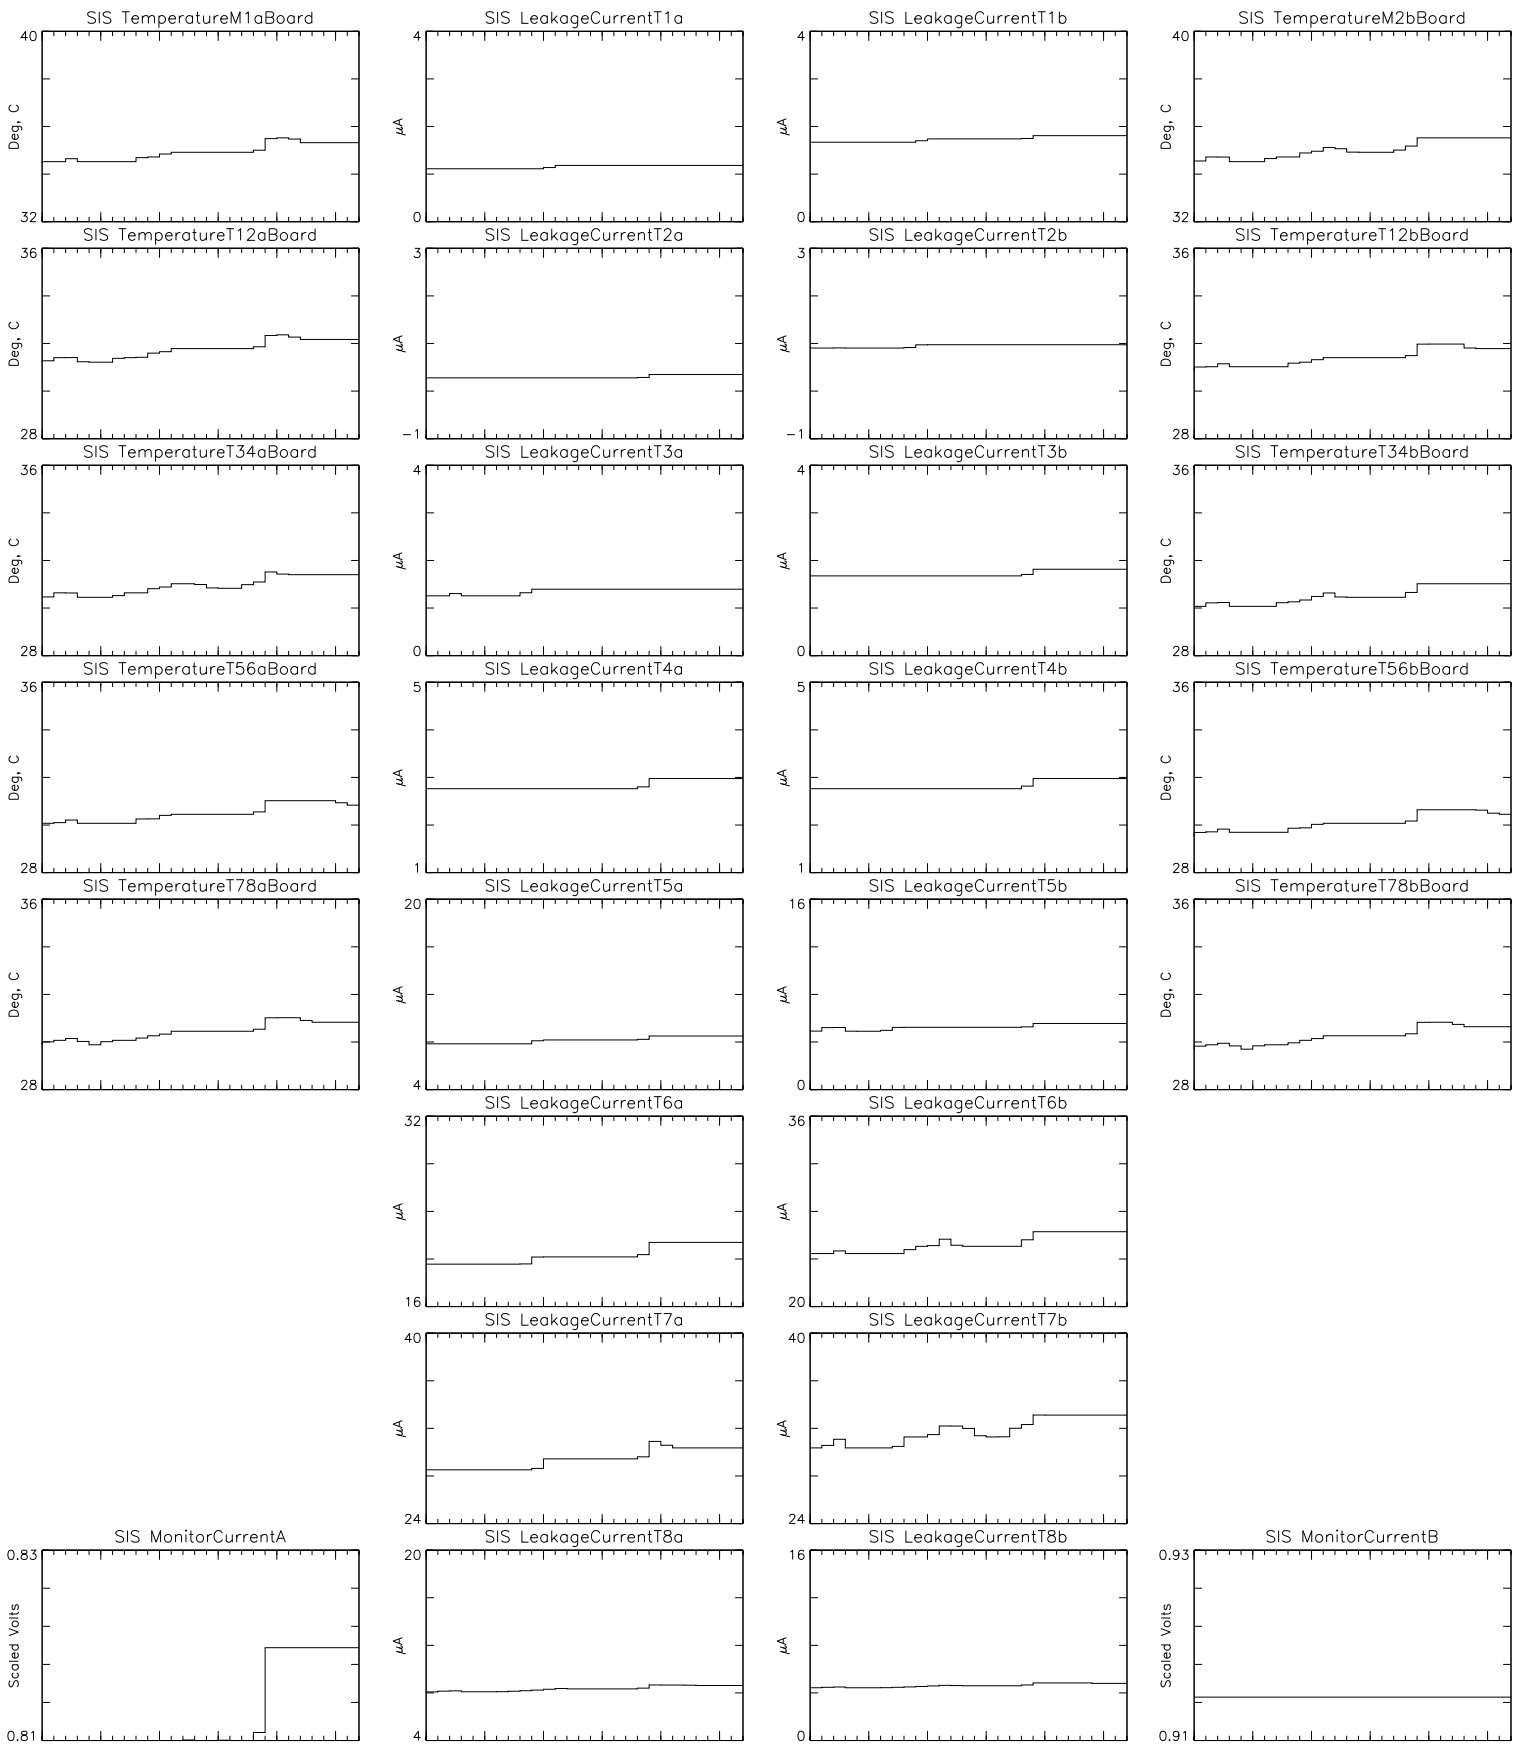 SIS TemperatureM1aBoard
40
Deg, C
32
SIS LeakageCurrentT1a
4
μA
0
SIS LeakageCurrentT1b
4
μA
0
SIS TemperatureM2bBoard
40
Deg, C
32
SIS TemperatureT12aBoard
36
Deg, C
28
SIS LeakageCurrentT2a
3
μA
−1
SIS LeakageCurrentT2b
3
μA
−1
SIS TemperatureT12bBoard
36
Deg, C
28
SIS TemperatureT34aBoard
36
Deg, C
28
SIS LeakageCurrentT3a
4
μA
0
SIS LeakageCurrentT3b
4
μA
0
SIS TemperatureT34bBoard
36
Deg, C
28
SIS TemperatureT56aBoard
36
Deg, C
28
SIS LeakageCurrentT4a
5
μA
1
SIS LeakageCurrentT4b
5
μA
1
SIS TemperatureT56bBoard
36
Deg, C
28
SIS TemperatureT78aBoard
36
Deg, C
28
SIS LeakageCurrentT5a
20
μA
4
SIS LeakageCurrentT5b
16
μA
0
SIS TemperatureT78bBoard
36
Deg, C
28
SIS LeakageCurrentT6a
32
μA
16
SIS LeakageCurrentT6b
36
μA
20
SIS LeakageCurrentT7a
40
μA
24
SIS LeakageCurrentT7b
40
μA
24
SIS MonitorCurrentA
0.83
Scaled Volts
0.81
SIS LeakageCurrentT8a
20
μA
4
SIS LeakageCurrentT8b
16
μA
0
SIS MonitorCurrentB
0.93
Scaled Volts
0.91